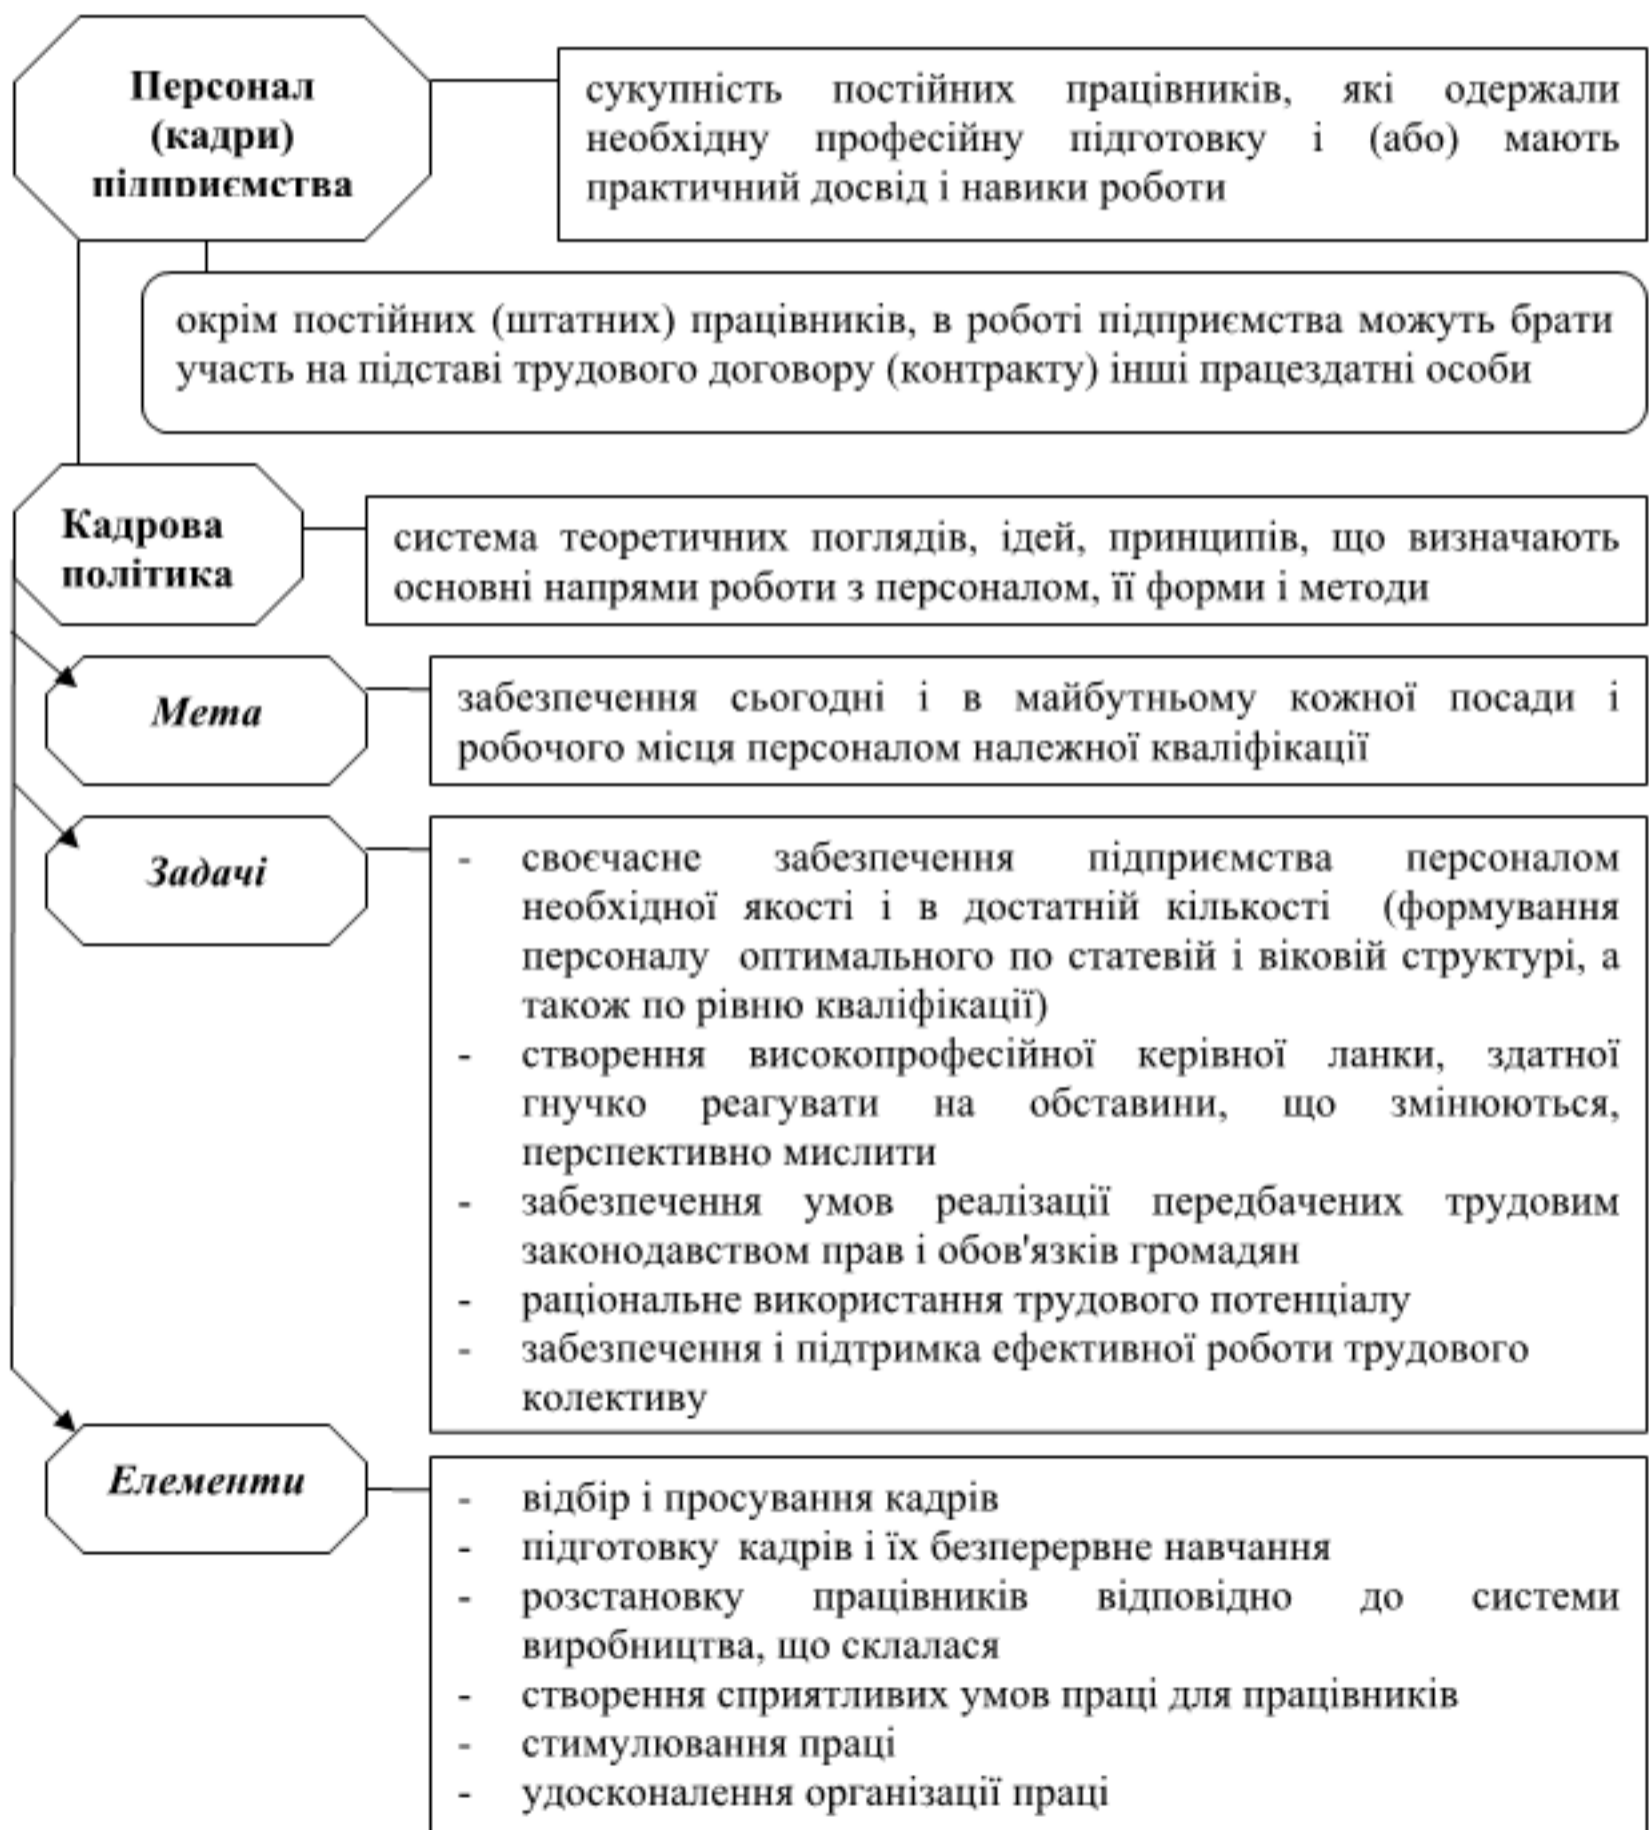 Персонал
(кадри)
підприємства
сукупність постійних працівників, які одержали
необхідну професійну підготовку і (або) мають
практичний досвід і навики роботи
окрім постійних (штатних) працівників, в роботі підприємства можуть брати
участь на підставі трудового договору (контракту) інші працездатні особи
Кадрова
політика
система теоретичних поглядів, ідей, принципів, що визначають
основні напрями роботи з персоналом, її форми і методи
Мета
забезпечення сьогодні і в майбутньому кожної посади і
робочого місця персоналом належної кваліфікації
Задачі
- своєчасне забезпечення підприємства персоналом
необхідної якості і в достатній кількості (формування
персоналу оптимального по статевій і віковій структурі, а
також по рівню кваліфікації)
- створення високопрофесійної керівної ланки, здатної
гнучко реагувати на обставини, що змінюються,
перспективно мислити
- забезпечення умов реалізації передбачених трудовим
законодавством прав і обов'язків громадян
- раціональне використання трудового потенціалу
- забезпечення і підтримка ефективної роботи трудового
колективу
Елементи
- відбір і просування кадрів
- підготовку кадрів і їх безперервне навчання
- розстановку працівників відповідно до системи
виробництва, що склалася
- створення сприятливих умов праці для працівників
- стимулювання праці
- удосконалення організації праці